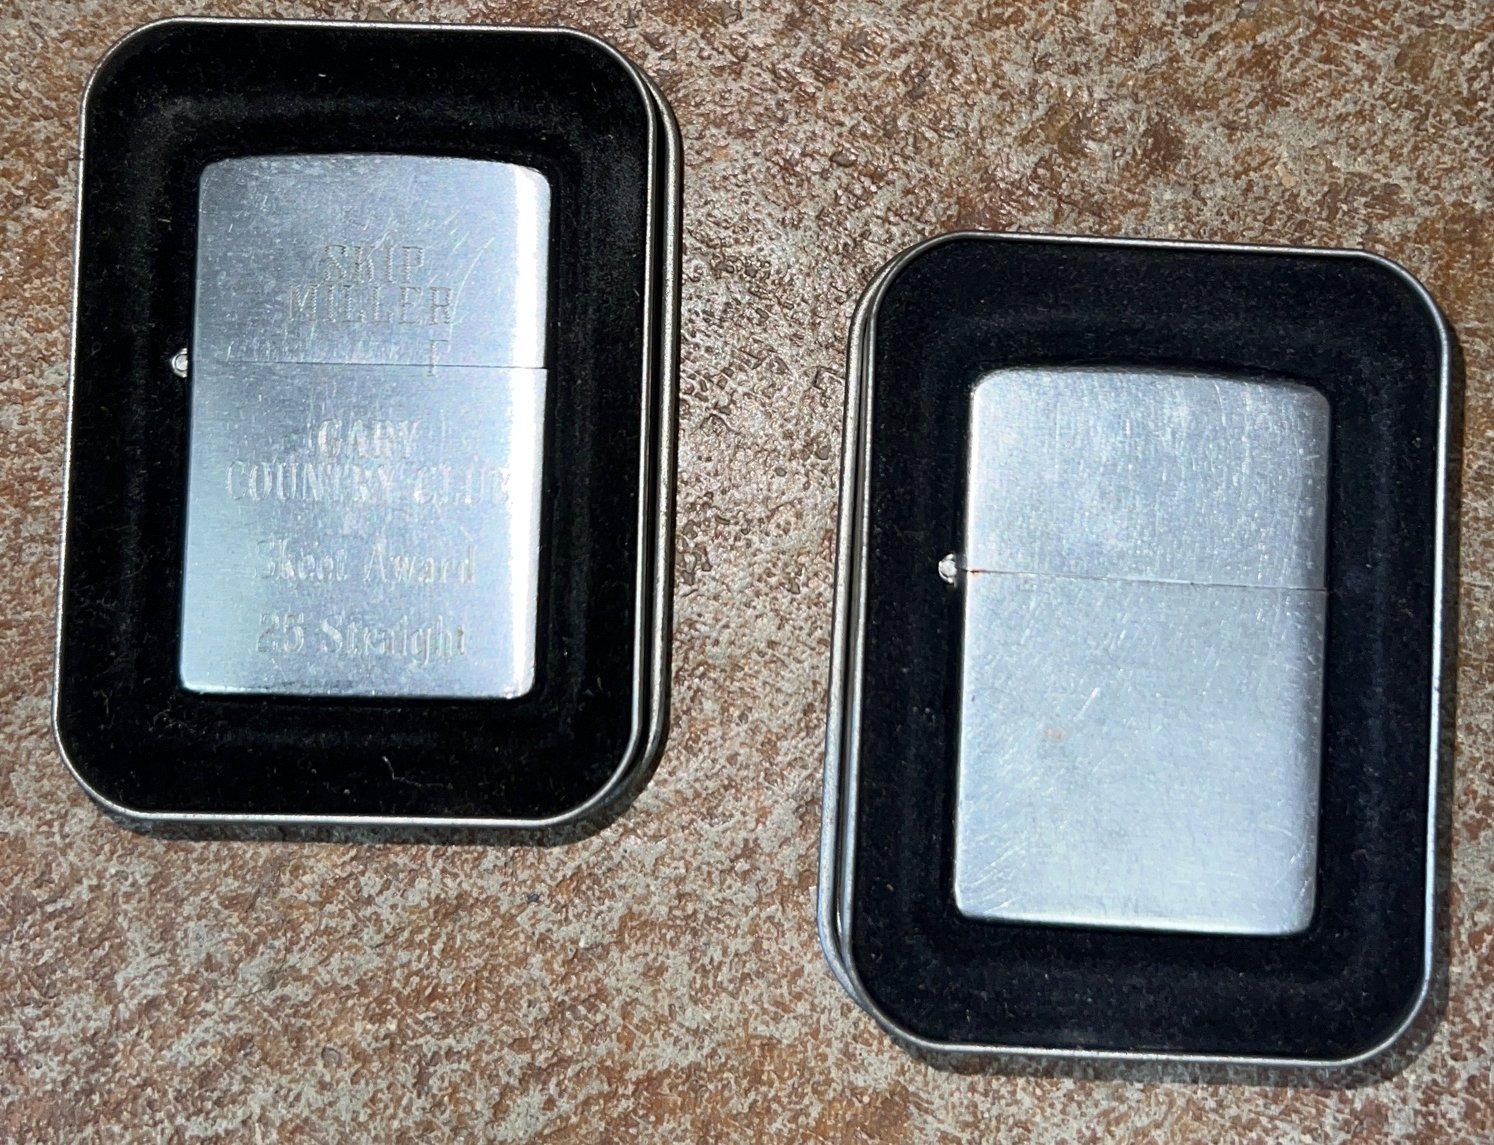 SKIP
MILLER
F
GARY
COUNTRY CLUB
Skeet Award
25 Straight